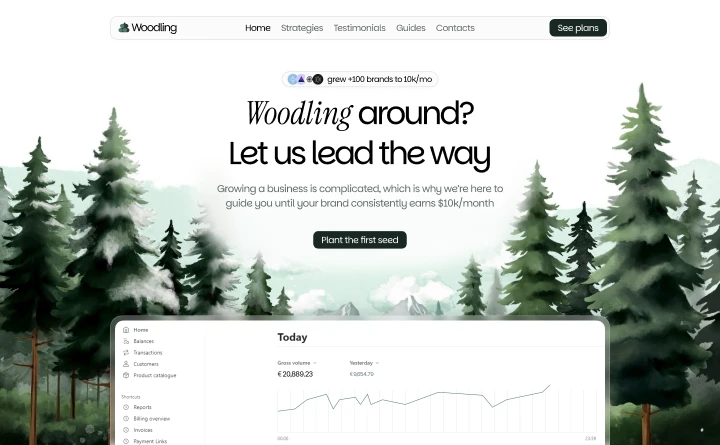 Woodling
Home Strategies Testimonials Guides Contacts
See plans
grew +100 brands to 10k/mo
Woodling around?
Let us lead the way
Growing a business is complicated, which is why we're here to
guide you until your brand consistently earns $10k/month
Plant the first seed
Home
Balances
Transactions
Customers
Product catalogue
Shortcuts
Reports
Billing overview
Invoices
Payment Links
Today
Gross volume
€ 20,889.23
Yesterday
00:00
23:59